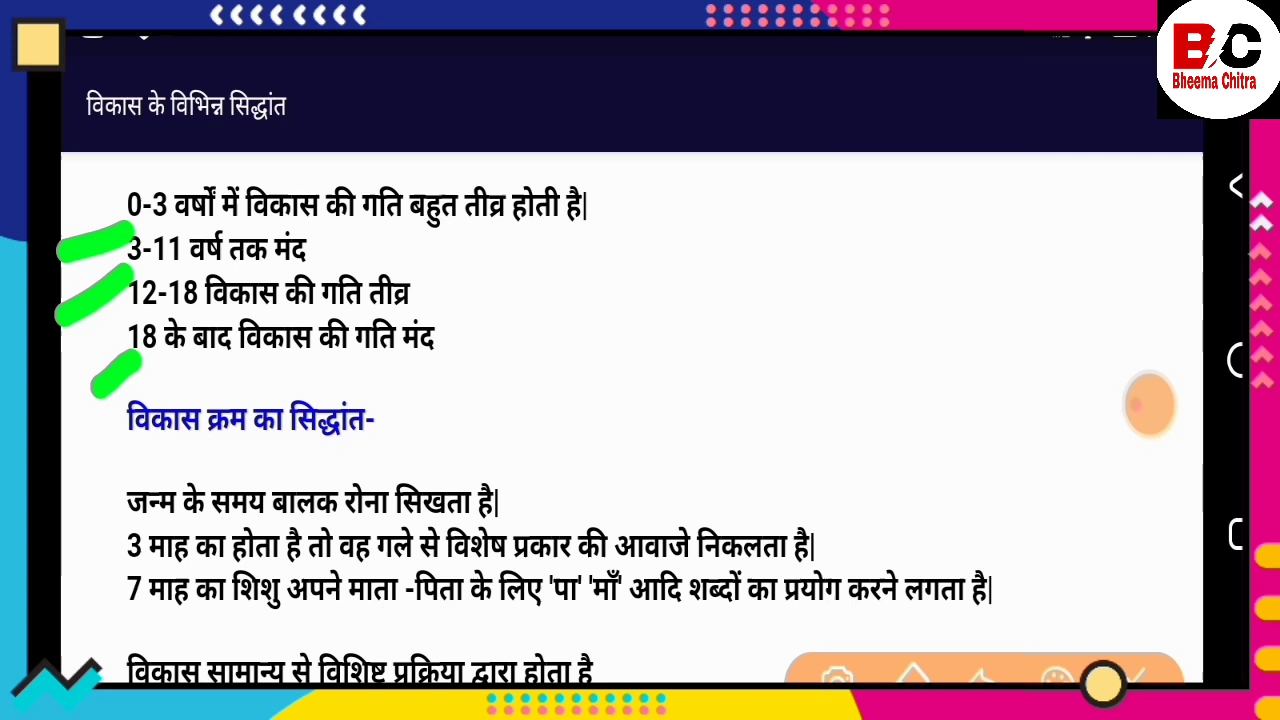 BC
Bheema Chitra
विकास के विभिन्न सिद्धांत
0-3 वर्षों में विकास की गति बहुत तीव्र होती है|
3-11 वर्ष तक मंद
12-18 विकास की गति तीव्र
18 के बाद विकास की गति मंद
विकास क्रम का सिद्धांत-
जन्म के समय बालक रोना सिखता है|
3 माह का होता है तो वह गले से विशेष प्रकार की आवाजे निकलता है|
7 माह का शिशु अपने माता -पिता के लिए 'पा' 'माँ' आदि शब्दों का प्रयोग करने लगता है|
विकास सामान्य से विशिष्ट प्रक्रिया द्वारा होता है